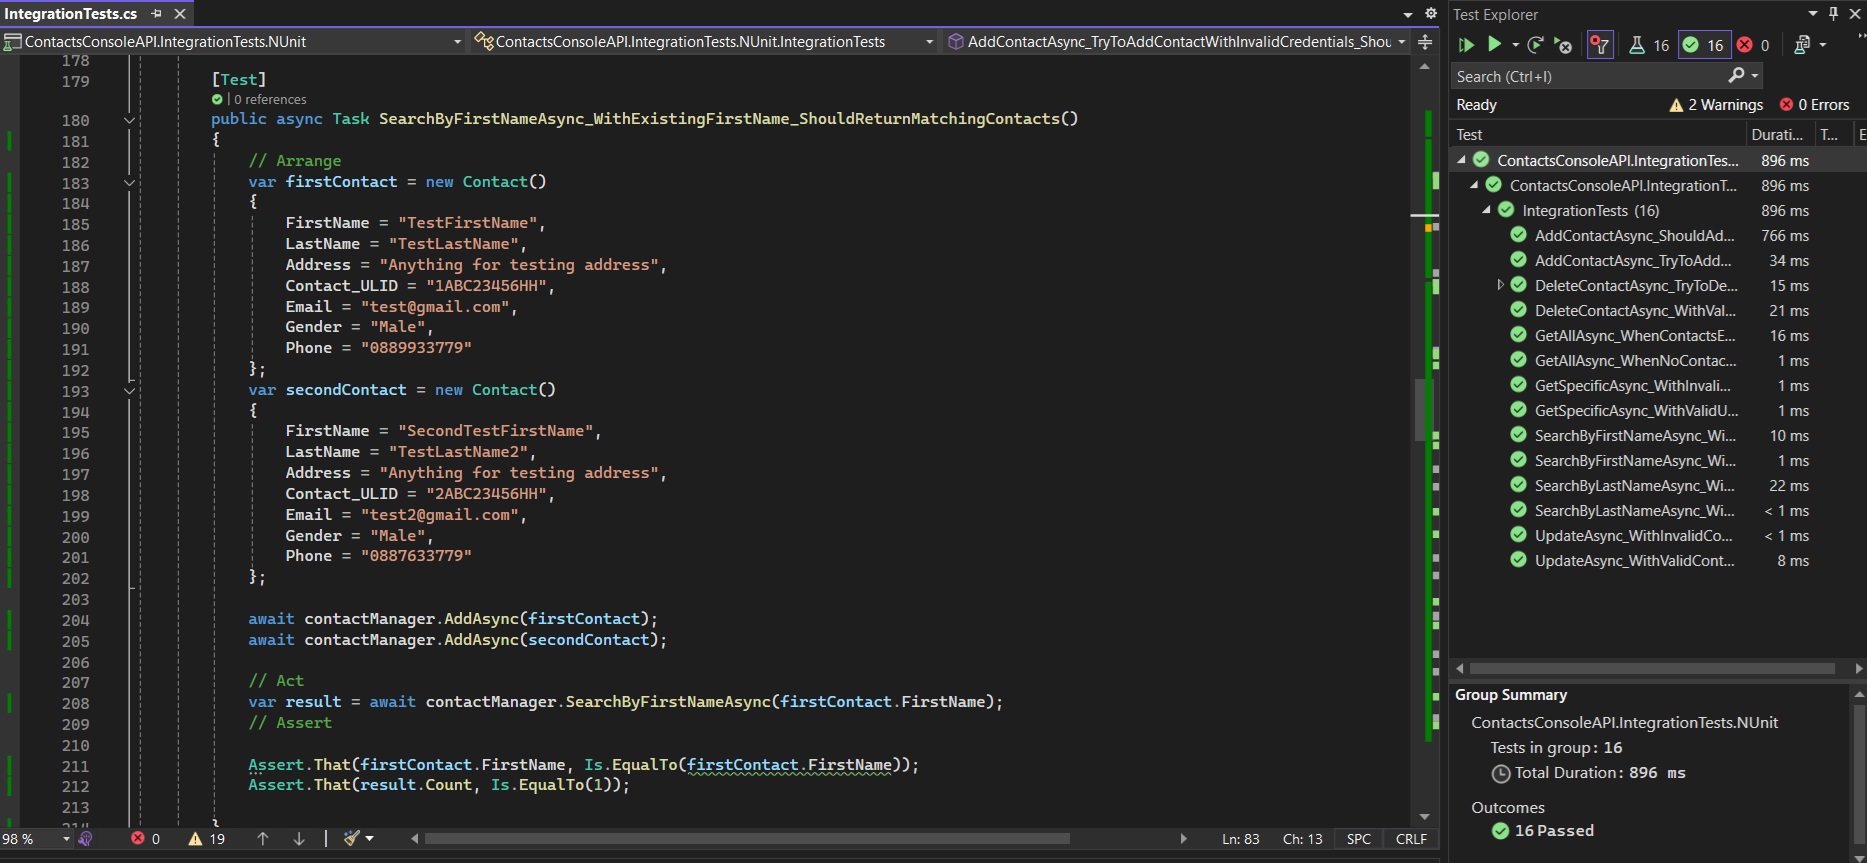 IntegrationTests.cs
Test Explorer
ContactsConsoleAPI.IntegrationTests.NUnit
ContactsConsoleAPI.IntegrationTests.NUnit.IntegrationTests
AddContactAsync_TryToAddContactWithInvalidCredentials_Shou
16
16
0
Search (Ctrl+I)
Ready
2 Warnings
0 Errors
Test
Durati...
T...
E
178
179 [Test]
0 references
180 public async Task SearchByFirstNameAsync_WithExistingFirstName_ShouldReturnMatchingContacts()
181 {
182 // Arrange
183 var firstContact = new Contact()
184 {
185 FirstName = "TestFirstName",
186 LastName = "TestLastName",
187 Address = "Anything for testing address",
188 Contact_ULID = "1ABC23456HH",
189 Email = "test@gmail.com",
190 Gender = "Male",
191 Phone = "0889933779"
192 };
193 var secondContact = new Contact()
194 {
195 FirstName = "SecondTestFirstName",
196 LastName = "TestLastName2",
197 Address = "Anything for testing address",
198 Contact_ULID = "2ABC23456HH",
199 Email = "test2@gmail.com",
200 Gender = "Male",
201 Phone = "0887633779"
202 };
203
204 await contactManager.AddAsync(firstContact);
205 await contactManager.AddAsync(secondContact);
206
207 // Act
208 var result = await contactManager.SearchByFirstNameAsync(firstContact.FirstName);
209 // Assert
210
211 Assert.That(firstContact.FirstName, Is.EqualTo(firstContact.FirstName));
212 Assert.That(result.Count, Is.EqualTo(1));
213
214 }
ContactsConsoleAPI.IntegrationTes... 896 ms
ContactsConsoleAPI.IntegrationT... 896 ms
IntegrationTests (16) 896 ms
AddContactAsync_ShouldAd... 766 ms
AddContactAsync_TryToAdd... 34 ms
DeleteContactAsync_TryToDe... 15 ms
DeleteContactAsync_WithVal... 21 ms
GetAllAsync_WhenContactsE... 16 ms
GetAllAsync_WhenNoContac... 1 ms
GetSpecificAsync_WithInvali... 1 ms
GetSpecificAsync_WithValidU... 1 ms
SearchByFirstNameAsync_Wi... 10 ms
SearchByFirstNameAsync_Wi... 1 ms
SearchByLastNameAsync_Wi... 22 ms
SearchByLastNameAsync_Wi... < 1 ms
UpdateAsync_WithInvalidCo... < 1 ms
UpdateAsync_WithValidCont... 8 ms
Group Summary
ContactsConsoleAPI.IntegrationTests.NUnit
Tests in group: 16
Total Duration: 896 ms
Outcomes
16 Passed
98 %
0
19
Ln: 83
Ch: 13
SPC
CRLF